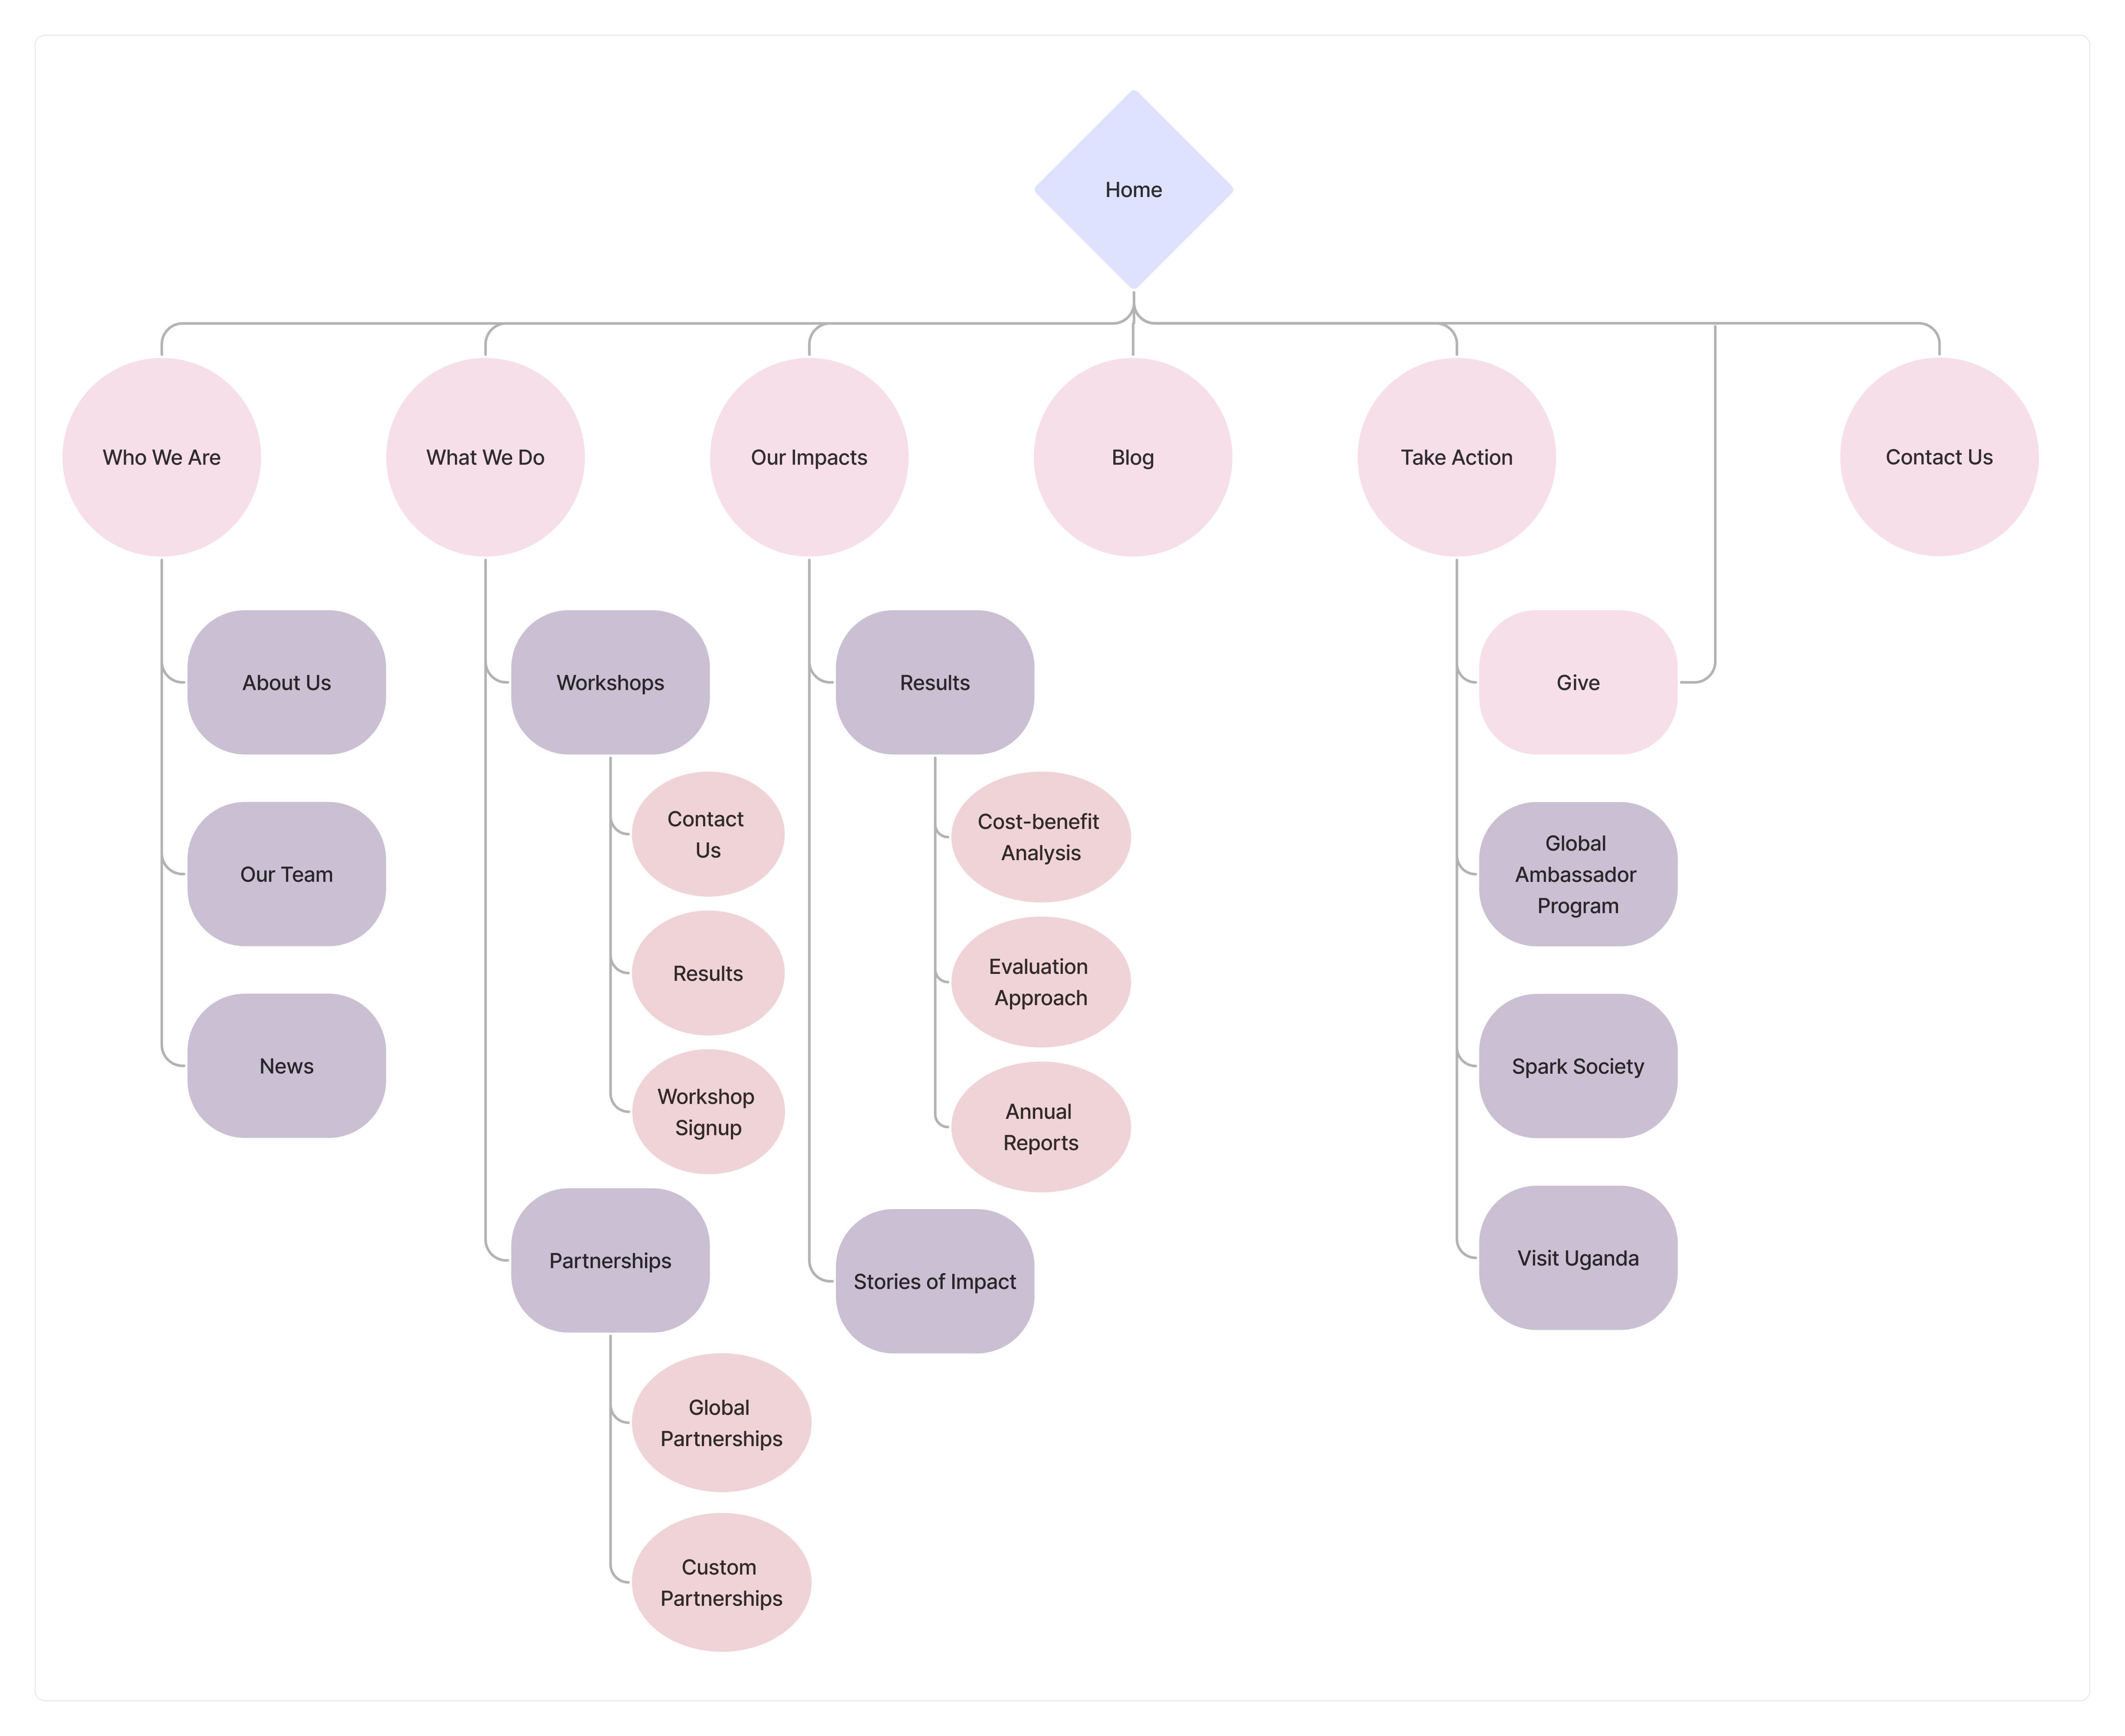 Home
Who We Are
What We Do
Our Impacts
Blog
Take Action
Contact Us
About Us
Our Team
News
Workshops
Contact
Us
Results
Workshop
Signup
Partnerships
Global
Partnerships
Custom
Partnerships
Results
Cost-benefit
Analysis
Evaluation
Approach
Annual
Reports
Stories of Impact
Give
Global
Ambassador
Program
Spark Society
Visit Uganda